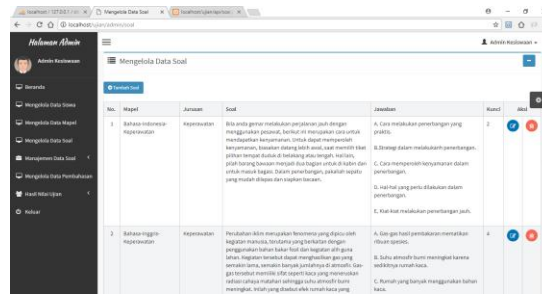 localhost / 127.0.0.1 / u
Mengelola Data Soal
localhost/ujian/admin/soal
Halaman Admin
Admin Kesiswaan
Admin Kesiswaan
Beranda
Mengelola Data Siswa
Mengelola Data Mapel
Mengelola Data Soal
Manajemen Data Soal
Mengelola Data Pembahasan
Hasil Nilai Ujian
Keluar
Mengelola Data Soal
Tambah Soal
No. Mapel Jurusan Soal Jawaban Kunci Aksi
1 Bahasa-Indonesia- Keperawatan Bila anda gemar melakukan perjalanan jauh dengan A. Cara melakukan penerbangan yang 2
Keperawatan menggunakan pesawat, berikut ini merupakan cara untuk praktis.
mendapatkan kenyamanan. Untuk dapat memperoleh
kenyamanan, biasakan datang lebih awal, saat memilih tiket B. Strategi dalam melakukan penerbangan.
pilihan tempat duduk di belakang atau tengah. Hal lain,
pilah barang bawaan menjadi dua bagian untuk di kabin dan C. Cara memperoleh kenyamanan dalam
untuk masuk bagasi. Dalam penerbangan, pakailah sepatu penerbangan.
yang mudah dilepas dan siapkan bacaan.
D. Hal-hal yang perlu dilakukan dalam
penerbangan.
E. Kiat-kiat melakukan penerbangan jauh.
2 Bahasa-Inggris- Keperawatan Perubahan iklim merupakan fenomena yang dipicu oleh A. Gas-gas hasil pembakaran mematikan 4
Keperawatan kegiatan manusia, terutama yang berkaitan dengan ribuan spesies.
penggunaan bahan bakar fosil dan kegiatan alih guna
lahan. Kegiatan tersebut dapat menghasilkan gas yang B. Suhu atmosfir bumi meningkat karena
semakin lama, semakin banyak jumlahnya di atmosfir. Gas- sedikitnya rumah kaca.
gas tersebut memiliki sifat seperti kaca yang meneruskan
radiasi cahaya matahari sehingga suhu atmosfir bumi C. Rumah yang banyak menggunakan bahan
meningkat. Inilah yang disebut efek rumah kaca yang kaca.